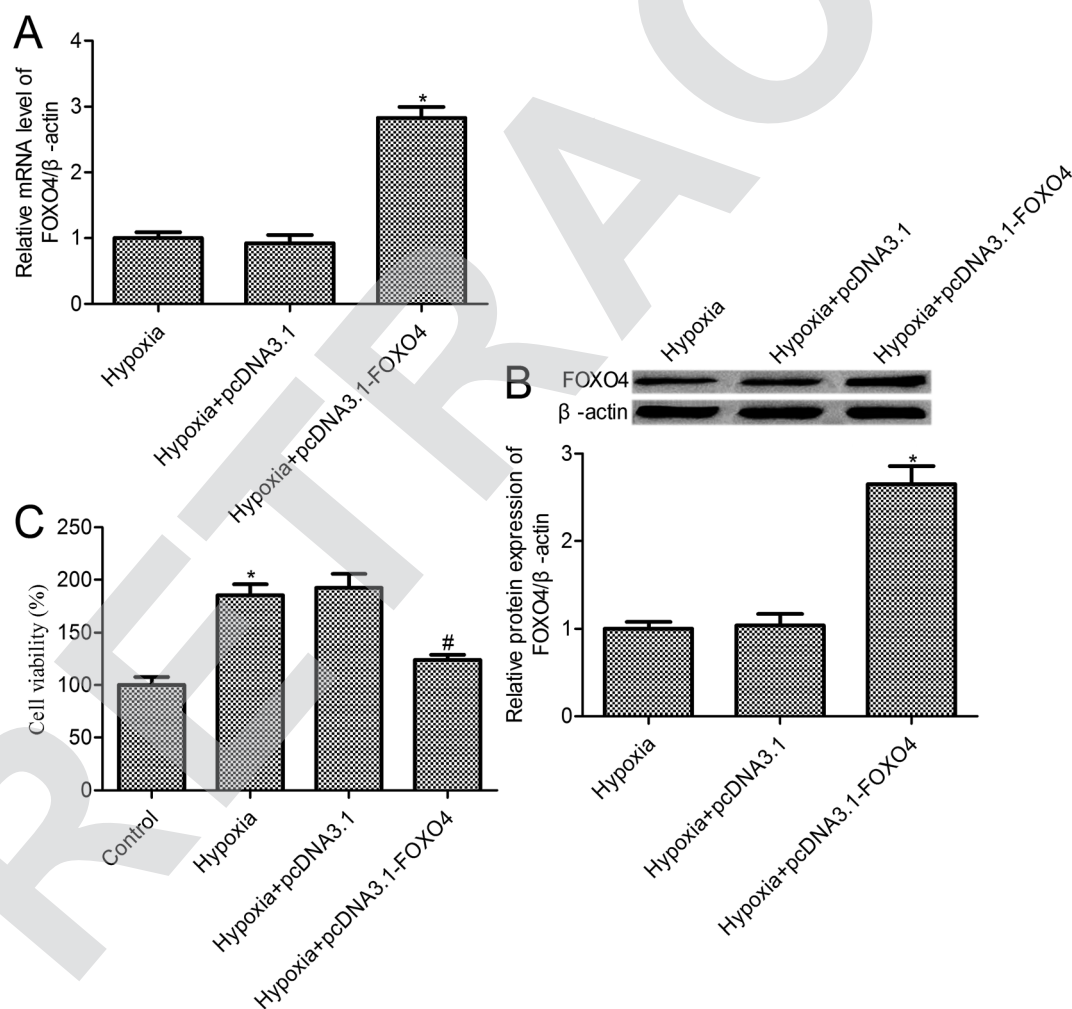 A
Relative mRNA level of
FOXO4/β -actin
4
3
2
1
0
*
Hypoxia
Hypoxia+pcDNA3.1
Hypoxia+pcDNA3.1-FOXO4
B
Hypoxia
Hypoxia+pcDNA3.1
Hypoxia+pcDNA3.1-FOXO4
FOXO4
β -actin
Relative protein expression of
FOXO4/β -actin
3
2
1
0
*
Hypoxia
Hypoxia+pcDNA3.1
Hypoxia+pcDNA3.1-FOXO4
C
Cell viability (%)
250
200
150
100
50
0
*
#
Control
Hypoxia
Hypoxia+pcDNA3.1
Hypoxia+pcDNA3.1-FOXO4
RETRAC